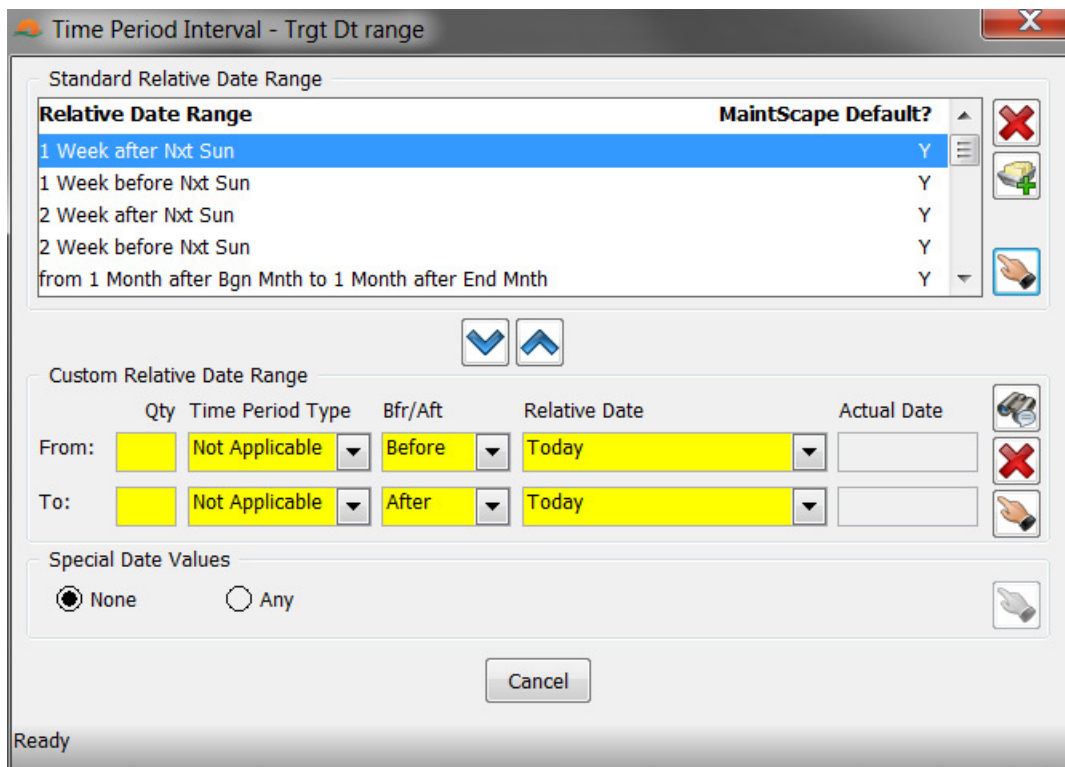 Time Period Interval - Trgt Dt range
X
Standard Relative Date Range
Relative Date Range MaintScape Default?
1 Week after Nxt Sun Y
1 Week before Nxt Sun Y
2 Week after Nxt Sun Y
2 Week before Nxt Sun Y
from 1 Month after Bgn Mnth to 1 Month after End Mnth Y
Custom Relative Date Range
Qty Time Period Type Bfr/Aft Relative Date Actual Date
From: Not Applicable Before Today
To: Not Applicable After Today
Special Date Values
None Any
Cancel
Ready